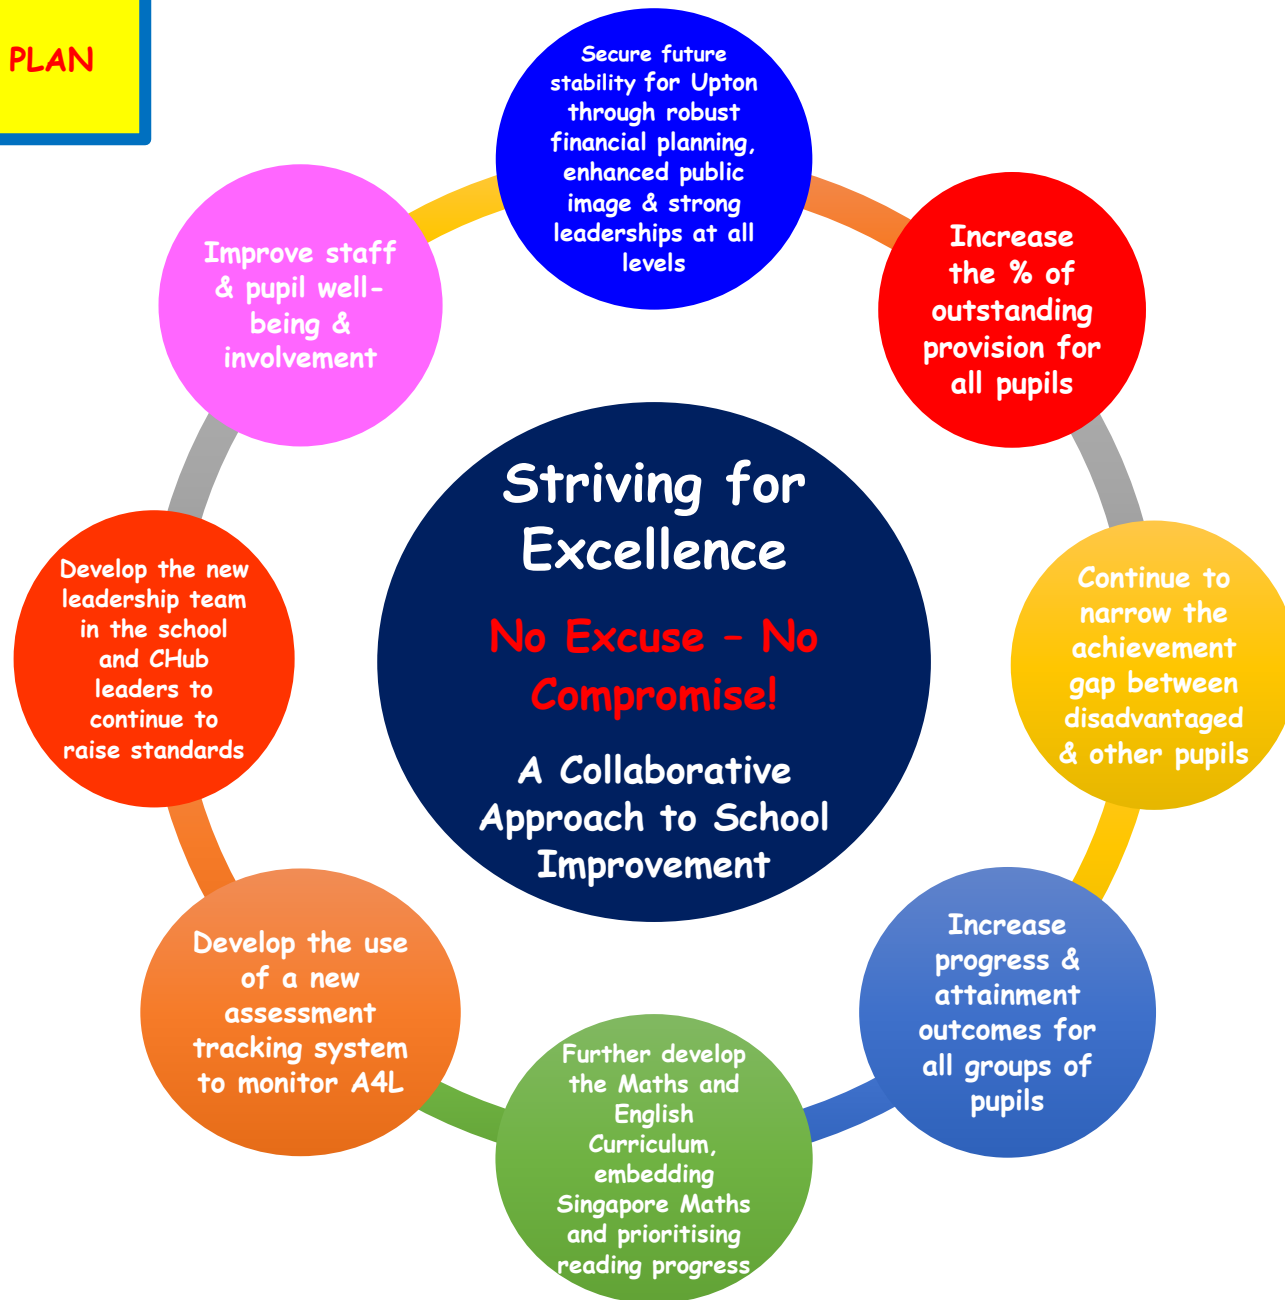 PLAN
Secure future
stability for Upton
through robust
financial planning,
enhanced public
image & strong
leaderships at all
levels
Increase
the % of
outstanding
provision for
all pupils
Continue to
narrow the
achievement
gap between
disadvantaged
& other pupils
Increase
progress &
attainment
outcomes for
all groups of
pupils
Further develop
the Maths and
English
Curriculum,
embedding
Singapore Maths
and prioritising
reading progress
Develop the use
of a new
assessment
tracking system
to monitor A4L
Develop the new
leadership team
in the school
and CHub
leaders to
continue to
raise standards
Improve staff
& pupil well-
being &
involvement
Striving for
Excellence
No Excuse – No
Compromise!
A Collaborative
Approach to School
Improvement